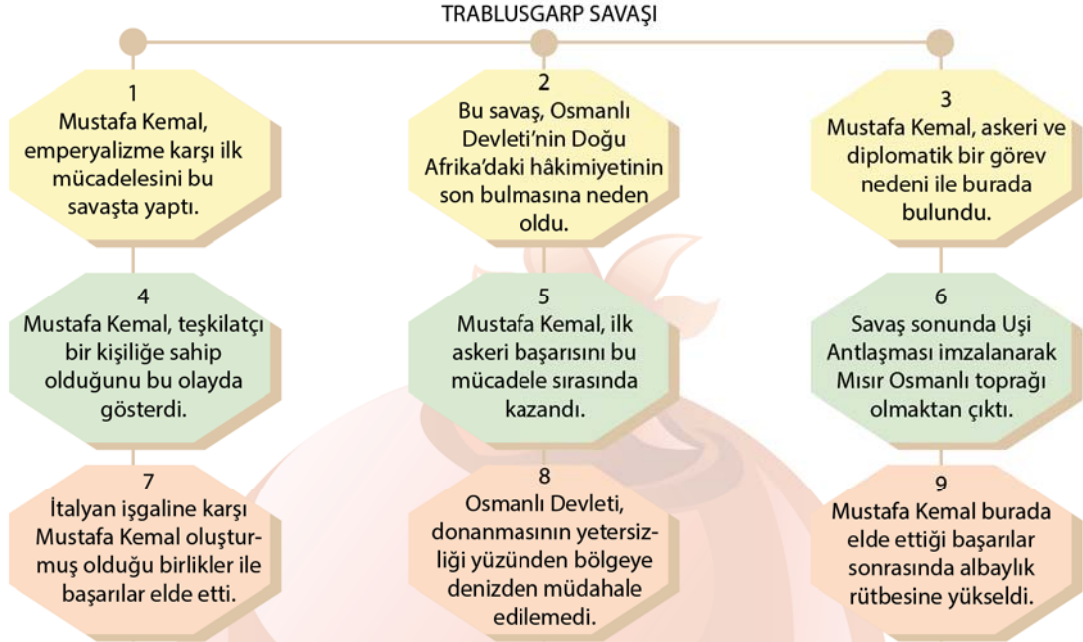 TRABLUSGARP SAVAŞI
1
Mustafa Kemal,
emperyalizme karşı ilk
mücadelesini bu
savaşta yaptı.
2
Bu savaş, Osmanlı
Devleti'nin Doğu
Afrika'daki hâkimiyetinin
son bulmasına neden
oldu.
3
Mustafa Kemal, askeri ve
diplomatik bir görev
nedeni ile burada
bulundu.
4
Mustafa Kemal, teşkilatçı
bir kişiliğe sahip
olduğunu bu olayda
gösterdi.
5
Mustafa Kemal, ilk
askeri başarısını bu
mücadele sırasında
kazandı.
6
Savaş sonunda Uşi
Antlaşması imzalanarak
Mısır Osmanlı toprağı
olmaktan çıktı.
7
İtalyan işgaline karşı
Mustafa Kemal oluştur-
muş olduğu birlikler ile
başarılar elde etti.
8
Osmanlı Devleti,
donanmasının yetersiz-
liği yüzünden bölgeye
denizden müdahale
edilemedi.
9
Mustafa Kemal burada
elde ettiği başarılar
sonrasında albaylık
rütbesine yükseldi.